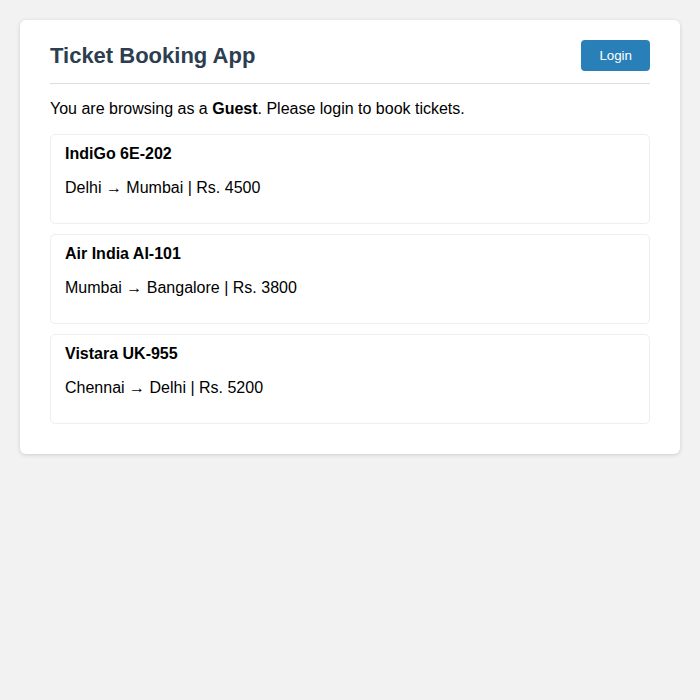 Ticket Booking App
Login
You are browsing as a Guest. Please login to book tickets.
IndiGo 6E-202
Delhi → Mumbai | Rs. 4500
Air India AI-101
Mumbai → Bangalore | Rs. 3800
Vistara UK-955
Chennai → Delhi | Rs. 5200